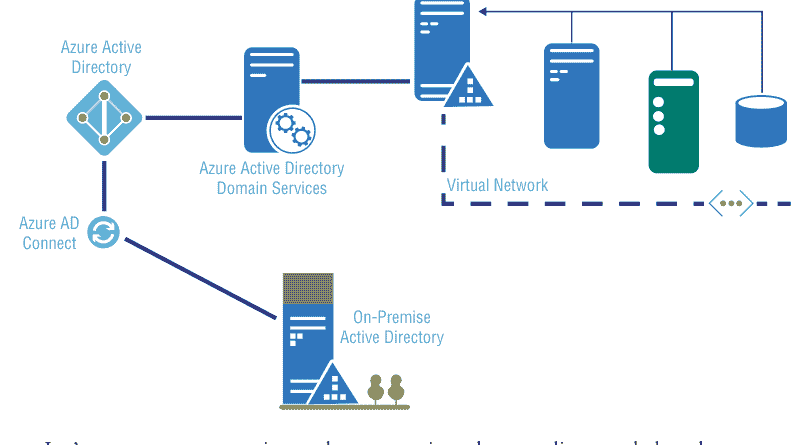 Azure Active
Directory
Azure Active Directory
Domain Services
Virtual Network
Azure AD
Connect
On-Premise
Active Directory